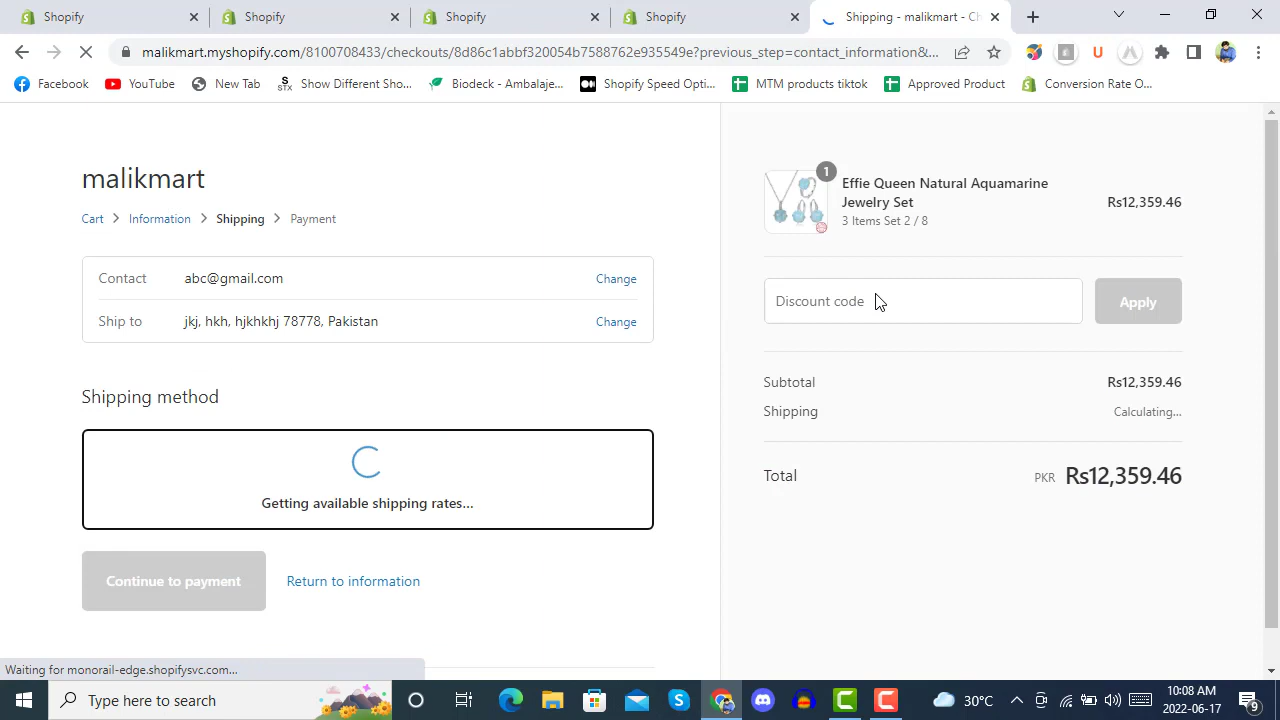 Shopify
Shopify
Shopify
Shopify
Shipping - malikmart - Ch
malikmart.myshopify.com/8100708433/checkouts/8d86c1abbf320054b7588762e935549e?previous_step=contact_information&...
Facebook
YouTube
New Tab
STX
Show Different Sho...
Biodeck - Ambalaje...
Shopify Speed Opti...
MTM products tiktok
Approved Product
Conversion Rate O...
malikmart
Cart > Information > Shipping > Payment
Contact abc@gmail.com Change
Ship to jkj, hkh, hjkhkhj 78778, Pakistan Change
Shipping method
Getting available shipping rates...
Continue to payment
Return to information
Waiting for monorail-edge.shopifysvc.com...
1
Effie Queen Natural Aquamarine
Jewelry Set
3 Items Set 2 / 8
Rs12,359.46
Discount code
Apply
Subtotal Rs12,359.46
Shipping Calculating...
Total PKR Rs12,359.46
Type here to search
30°C
10:08 AM
2022-06-17
9